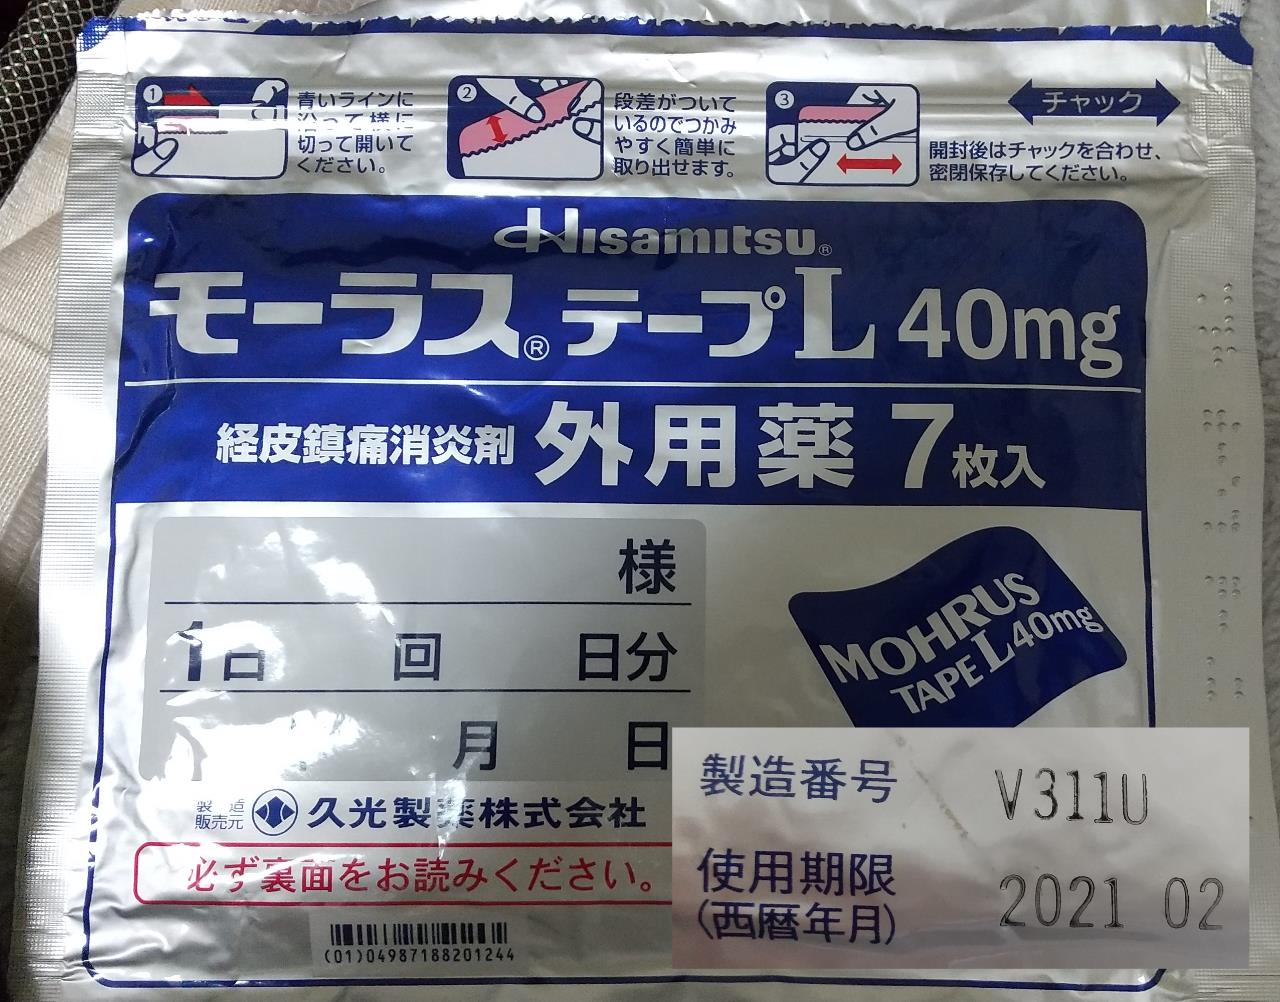 1
青いラインに
沿って横に
切って開いて
ください。
2
段差がついて
いるのでつかみ
やすく簡単に
取り出せます。
3
チャック
開封後はチャックを合わせ、
密閉保存してください。
Hisamitsu®
モーラス®テープL 40mg
経皮鎮痛消炎剤 外用薬 7枚入
様
1日 回 日分
月 日
MOHRUS
TAPE L 40mg
製造
販売元 久光製薬株式会社
必ず裏面をお読みください。
(01)04987188201244
製造番号 V311U
使用期限 2021 02
(西暦年月)